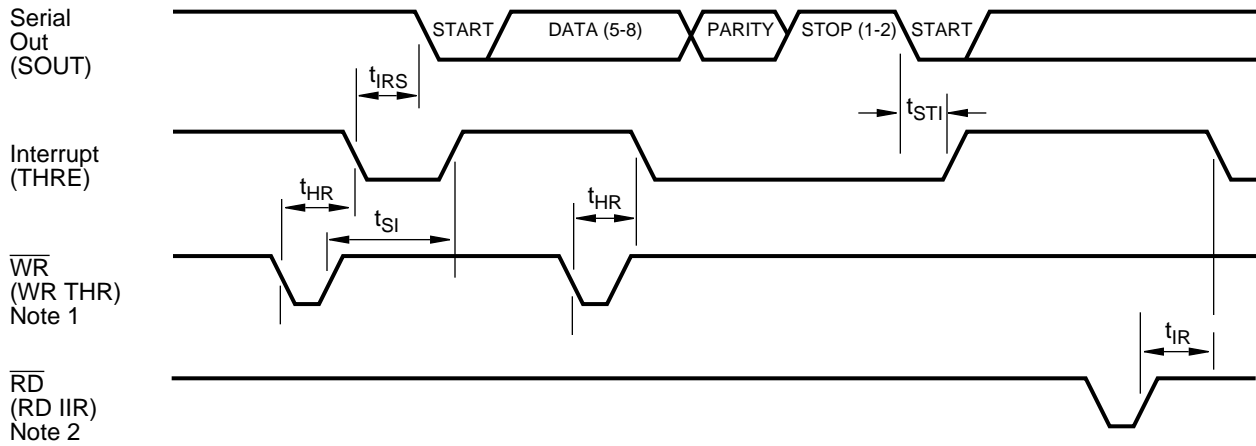 Serial
Out
(SOUT)
START
DATA (5-8)
PARITY
STOP (1-2)
START
tIRS
tSTI
Interrupt
(THRE)
tHR
tSI
tHR
WR
(WR THR)
Note 1
tIR
RD
(RD IIR)
Note 2